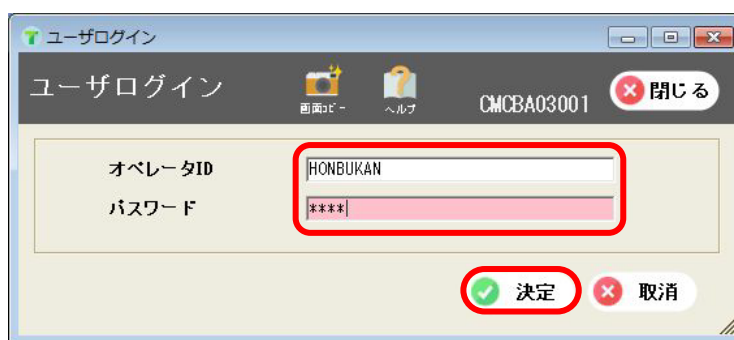 ユーザログイン
ユーザログイン
画面コピー
ヘルプ
CMCBA03001
閉じる
オペレータID
HONBUKAN
パスワード
****
決定
取消